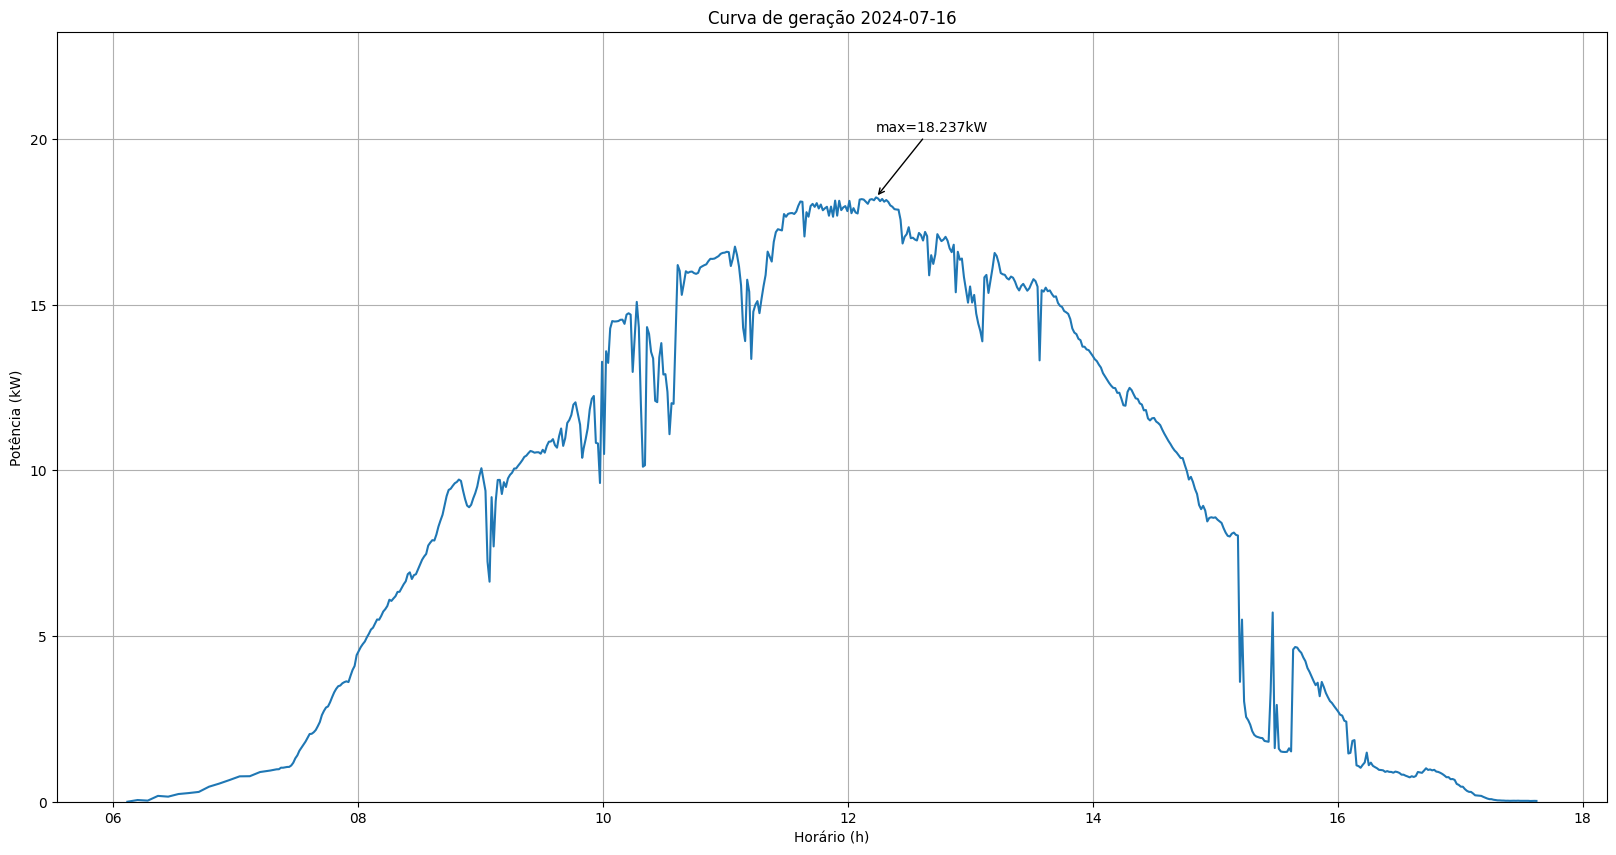 Curva de geração 2024-07-16
max=18.237kW
Potência (kW)
20
15
10
5
0
06 08 10 12 14 16 18
Horário (h)